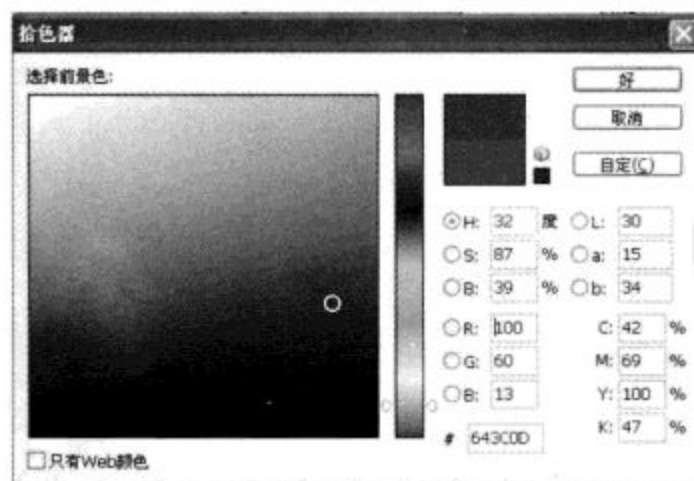 拾色器
选择前景色:
好
取消
自定(C)
H: 32 度
S: 87 %
B: 39 %
R: 100
G: 60
B: 13
# 643C0D
L: 30
a: 15
b: 34
C: 42 %
M: 69 %
Y: 100 %
K: 47 %
只有Web颜色